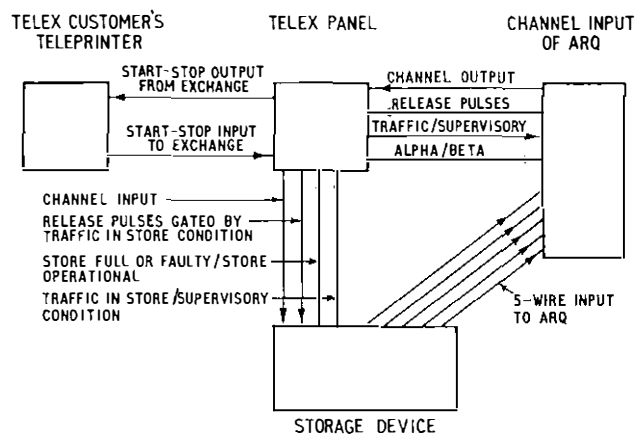 TELEX CUSTOMER'S
TELEPRINTER
TELEX PANEL
CHANNEL INPUT
OF ARQ
START-STOP OUTPUT
FROM EXCHANGE
START-STOP INPUT
TO EXCHANGE
CHANNEL OUTPUT
RELEASE PULSES
TRAFFIC/SUPERVISORY
ALPHA/BETA
CHANNEL INPUT
RELEASE PULSES GATED BY
TRAFFIC IN STORE CONDITION
STORE FULL OR FAULTY/STORE
OPERATIONAL
TRAFFIC IN STORE/SUPERVISORY
CONDITION
5-WIRE INPUT
TO ARQ
STORAGE DEVICE